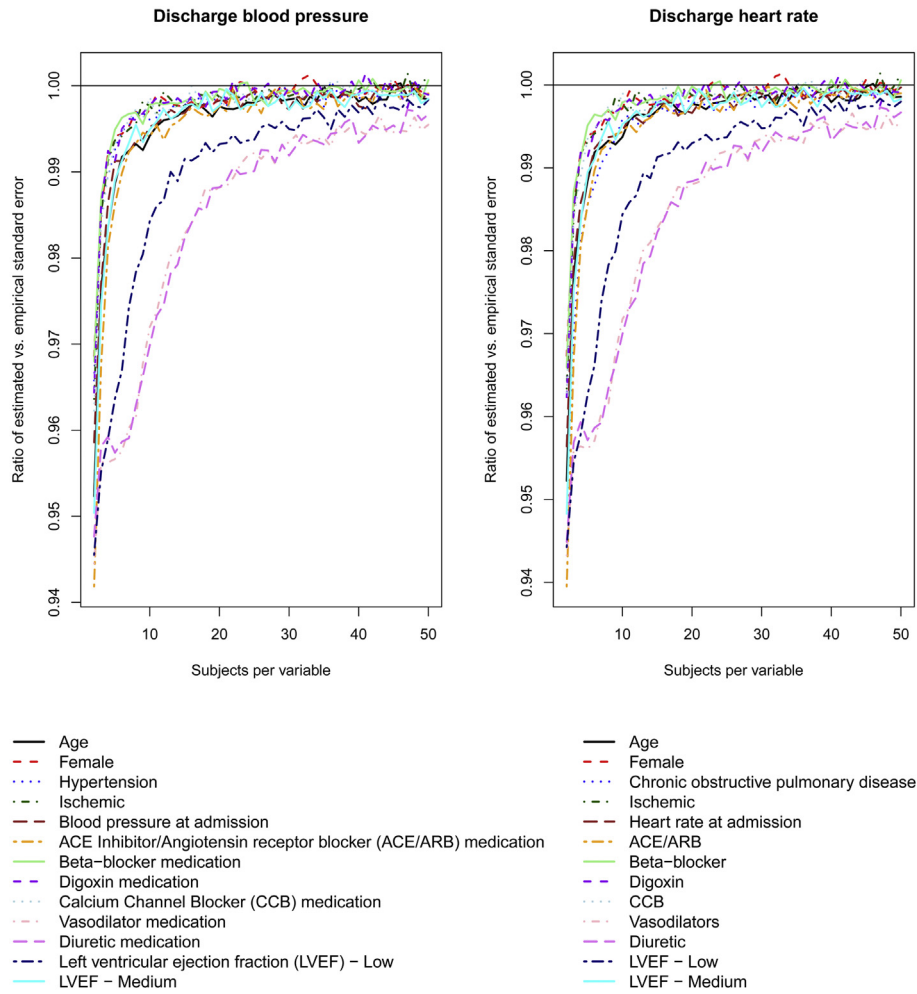 Discharge blood pressure
Ratio of estimated vs. empirical standard error
1.00
0.99
0.98
0.97
0.96
0.95
0.94
10 20 30 40 50
Subjects per variable
Discharge heart rate
Ratio of estimated vs. empirical standard error
1.00
0.99
0.98
0.97
0.96
0.95
0.94
10 20 30 40 50
Subjects per variable
Age
Female
Hypertension
Ischemic
Blood pressure at admission
ACE Inhibitor/Angiotensin receptor blocker (ACE/ARB) medication
Beta−blocker medication
Digoxin medication
Calcium Channel Blocker (CCB) medication
Vasodilator medication
Diuretic medication
Left ventricular ejection fraction (LVEF) − Low
LVEF − Medium
Age
Female
Chronic obstructive pulmonary disease
Ischemic
Heart rate at admission
ACE/ARB
Beta−blocker
Digoxin
CCB
Vasodilators
Diuretic
LVEF − Low
LVEF − Medium